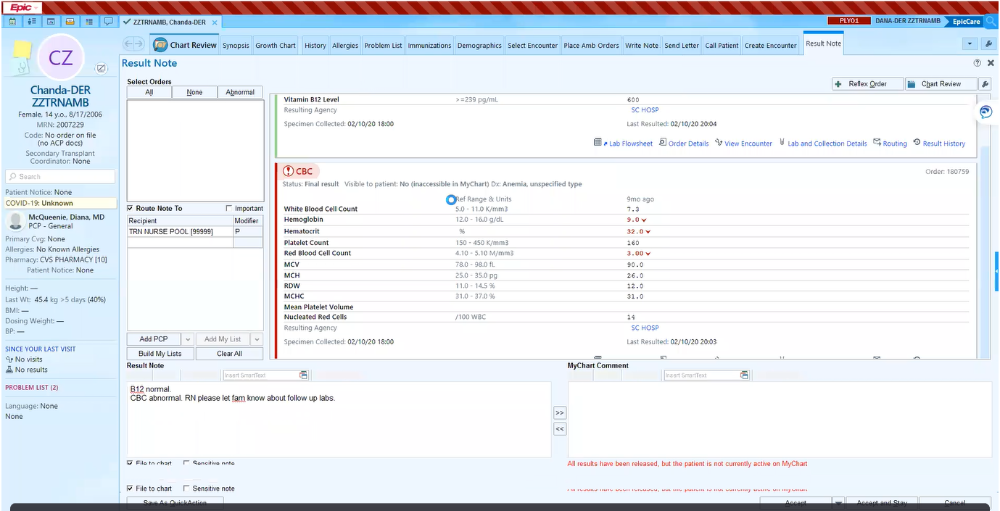 Epic
ZZTRNAMB, Chanda-DER
PLY01 DANA-DER ZZTRNAMB EpicCare
CZ
Chanda-DER
ZZTRNAMB
Female, 14 y.o., 8/17/2006
MRN: 2007229
Code: No order on file
(no ACP docs)
Secondary Transplant
Coordinator: None
Search
Patient Notice: None
COVID-19: Unknown
McQueenie, Diana, MD
PCP - General
Primary Cvg: None
Allergies: No Known Allergies
Pharmacy: CVS PHARMACY [10]
Patient Notice: None
Height: —
Last Wt: 45.4 kg >5 days (40%)
BMI: —
Dosing Weight: —
BP: —
SINCE YOUR LAST VISIT
No visits
No results
PROBLEM LIST (2)
Language: None
None
Chart Review Synopsis Growth Chart History Allergies Problem List Immunizations Demographics Select Encounter Place Amb Orders Write Note Send Letter Call Patient Create Encounter Result Note
Result Note
Select Orders
All None Abnormal
Reflex Order Chart Review
Route Note To Important
Recipient Modifier
TRN NURSE POOL [99999] P
Add PCP Add My List
Build My Lists Clear All
Vitamin B12 Level >=239 pg/mL 600
Resulting Agency SC HOSP
Specimen Collected: 02/10/20 18:00 Last Resulted: 02/10/20 20:04
Lab Flowsheet Order Details View Encounter Lab and Collection Details Routing Result History
CBC Order: 180759
Status: Final result Visible to patient: No (inaccessible in MyChart) Dx: Anemia, unspecified type
Ref Range & Units 9mo ago
White Blood Cell Count 5.0 - 11.0 K/mm3 7.3
Hemoglobin 12.0 - 16.0 g/dL 9.0
Hematocrit % 32.0
Platelet Count 150 - 450 K/mm3 160
Red Blood Cell Count 4.10 - 5.10 M/mm3 3.00
MCV 78.0 - 98.0 fL 90.0
MCH 25.0 - 35.0 pg 26.0
RDW 11.0 - 14.5 % 12.0
MCHC 31.0 - 37.0 % 31.0
Mean Platelet Volume
Nucleated Red Cells /100 WBC 14
Resulting Agency SC HOSP
Specimen Collected: 02/10/20 18:00 Last Resulted: 02/10/20 20:03
Result Note
Insert SmartText
B12 normal.
CBC abnormal. RN please let fam know about follow up labs.
>>
<<
MyChart Comment
Insert SmartText
File to chart Sensitive note
All results have been released, but the patient is not currently active on MyChart
File to chart Sensitive note
All results have been released, but the patient is not currently active on MyChart
Save As QuickAction
Accept Accept and Stay Cancel